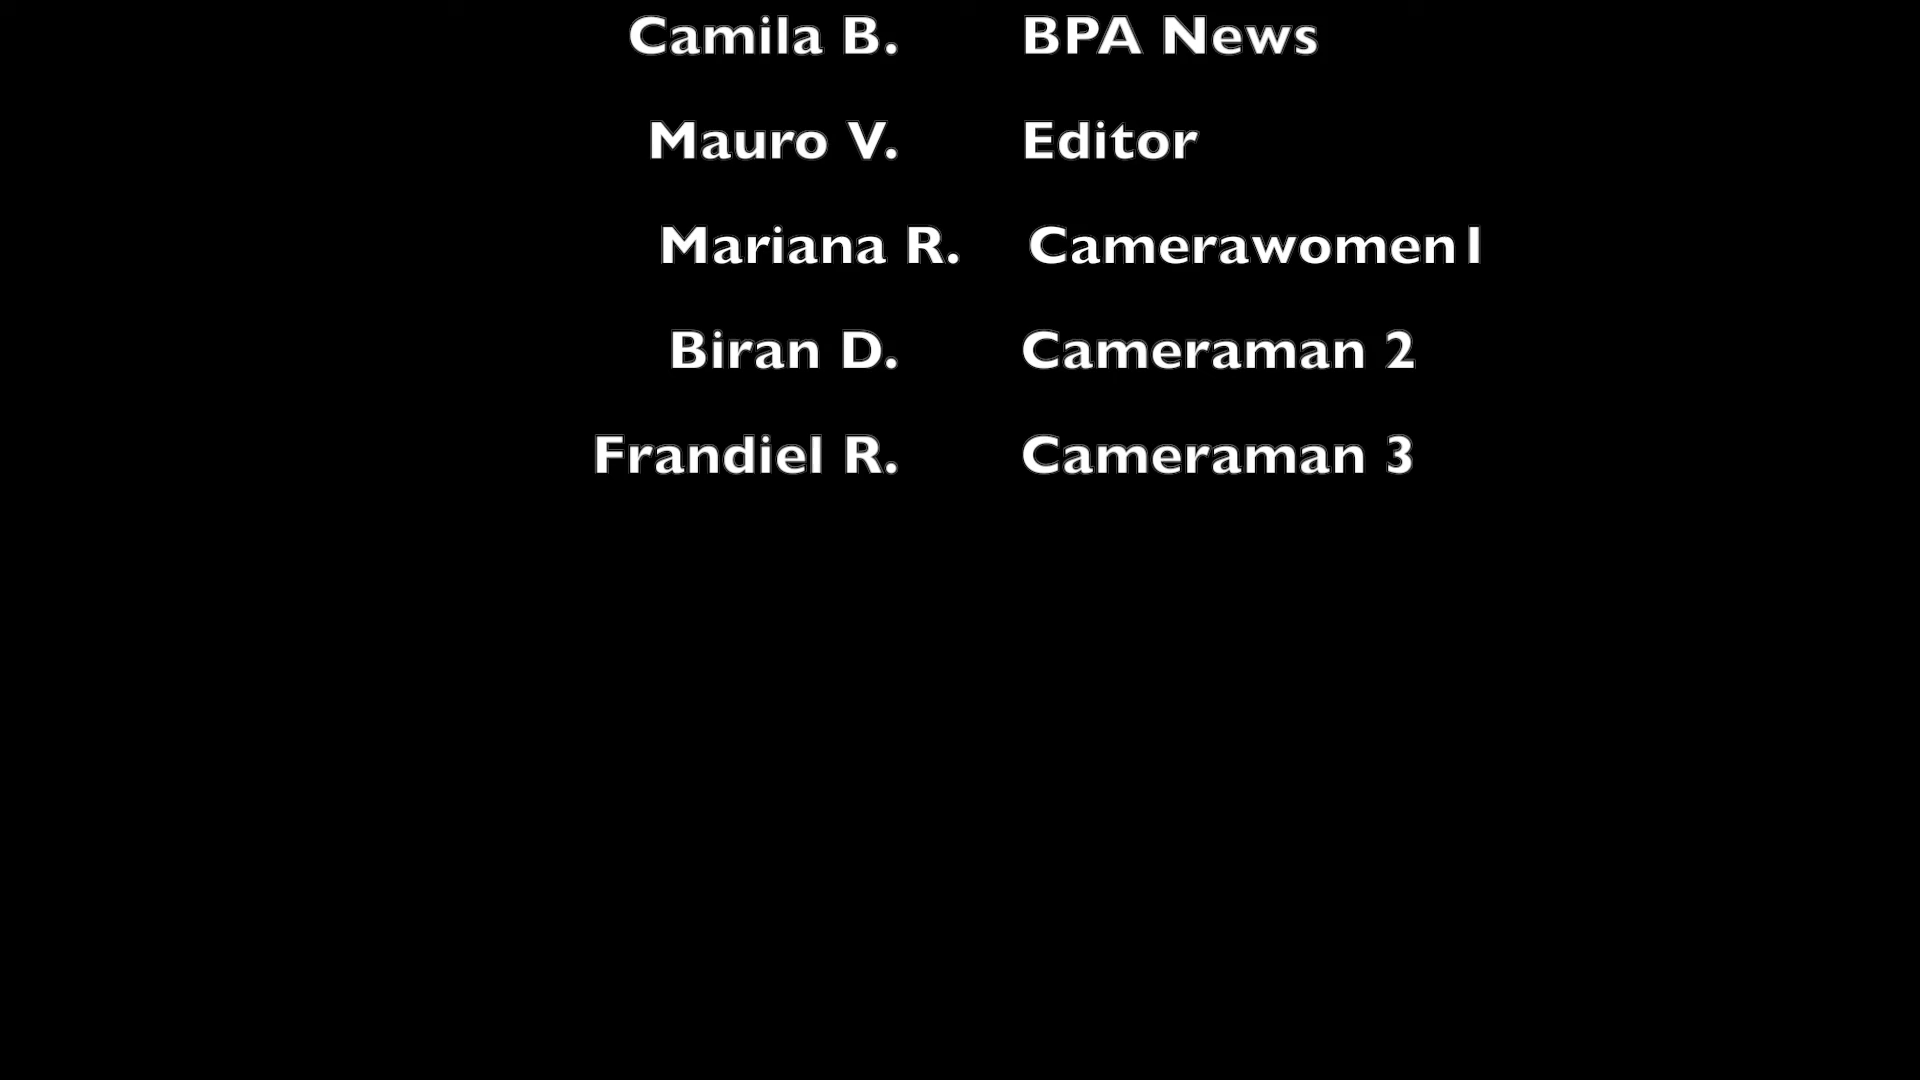 Camila B. BPA News
Mauro V. Editor
Mariana R. Camerawomen1
Biran D. Cameraman 2
Frandiel R. Cameraman 3